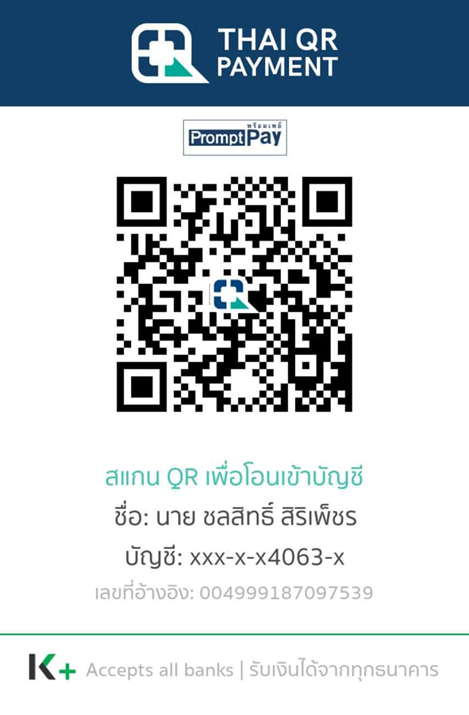 THAI QR
PAYMENT
พร้อมเพย์
PromptPay
สแกน QR เพื่อโอนเข้าบัญชี
ชื่อ: นาย ชลสิทธิ์ สิริเพ็ชร
บัญชี: xxx-x-x4063-x
เลขที่อ้างอิง: 004999187097539
K+ Accepts all banks | รับเงินได้จากทุกธนาคาร